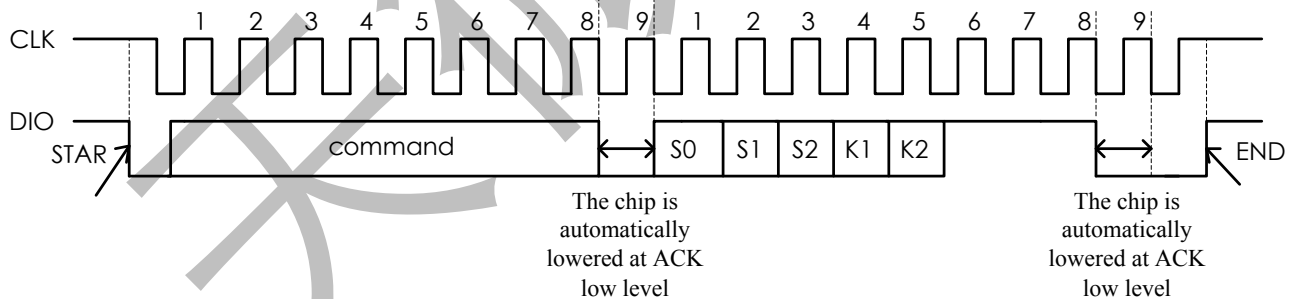 1 2 3 4 5 6 7 8 9 1 2 3 4 5 6 7 8 9
CLK
DIO
STAR
command
S0 S1 S2 K1 K2
END
The chip is
automatically
lowered at ACK
low level
The chip is
automatically
lowered at ACK
low level